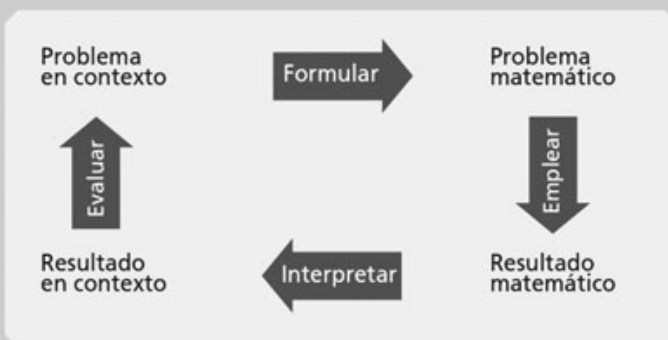 Problema
en contexto
Formular
Problema
matemático
Evaluar
Emplear
Resultado
en contexto
Interpretar
Resultado
matemático